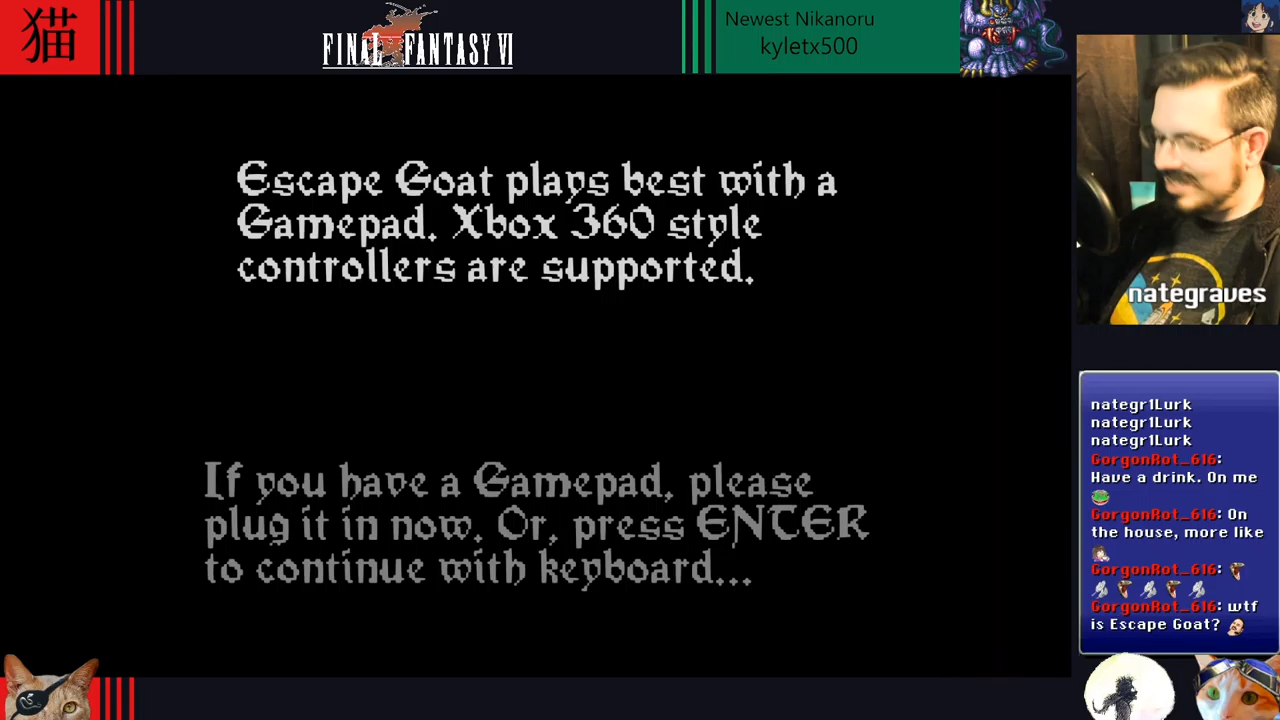 猫
FINAL FANTASY VI
Newest Nikanoru
kyletx500
Escape Goat plays best with a
Gamepad. Xbox 360 style
controllers are supported.
If you have a Gamepad, please
plug it in now. Or, press ENTER
to continue with keyboard...
nategraves
nategr1Lurk
nategr1Lurk
nategr1Lurk
GorgonRot_616:
Have a drink. On me
GorgonRot_616: On
the house, more like
GorgonRot_616:
GorgonRot_616: wtf
is Escape Goat?